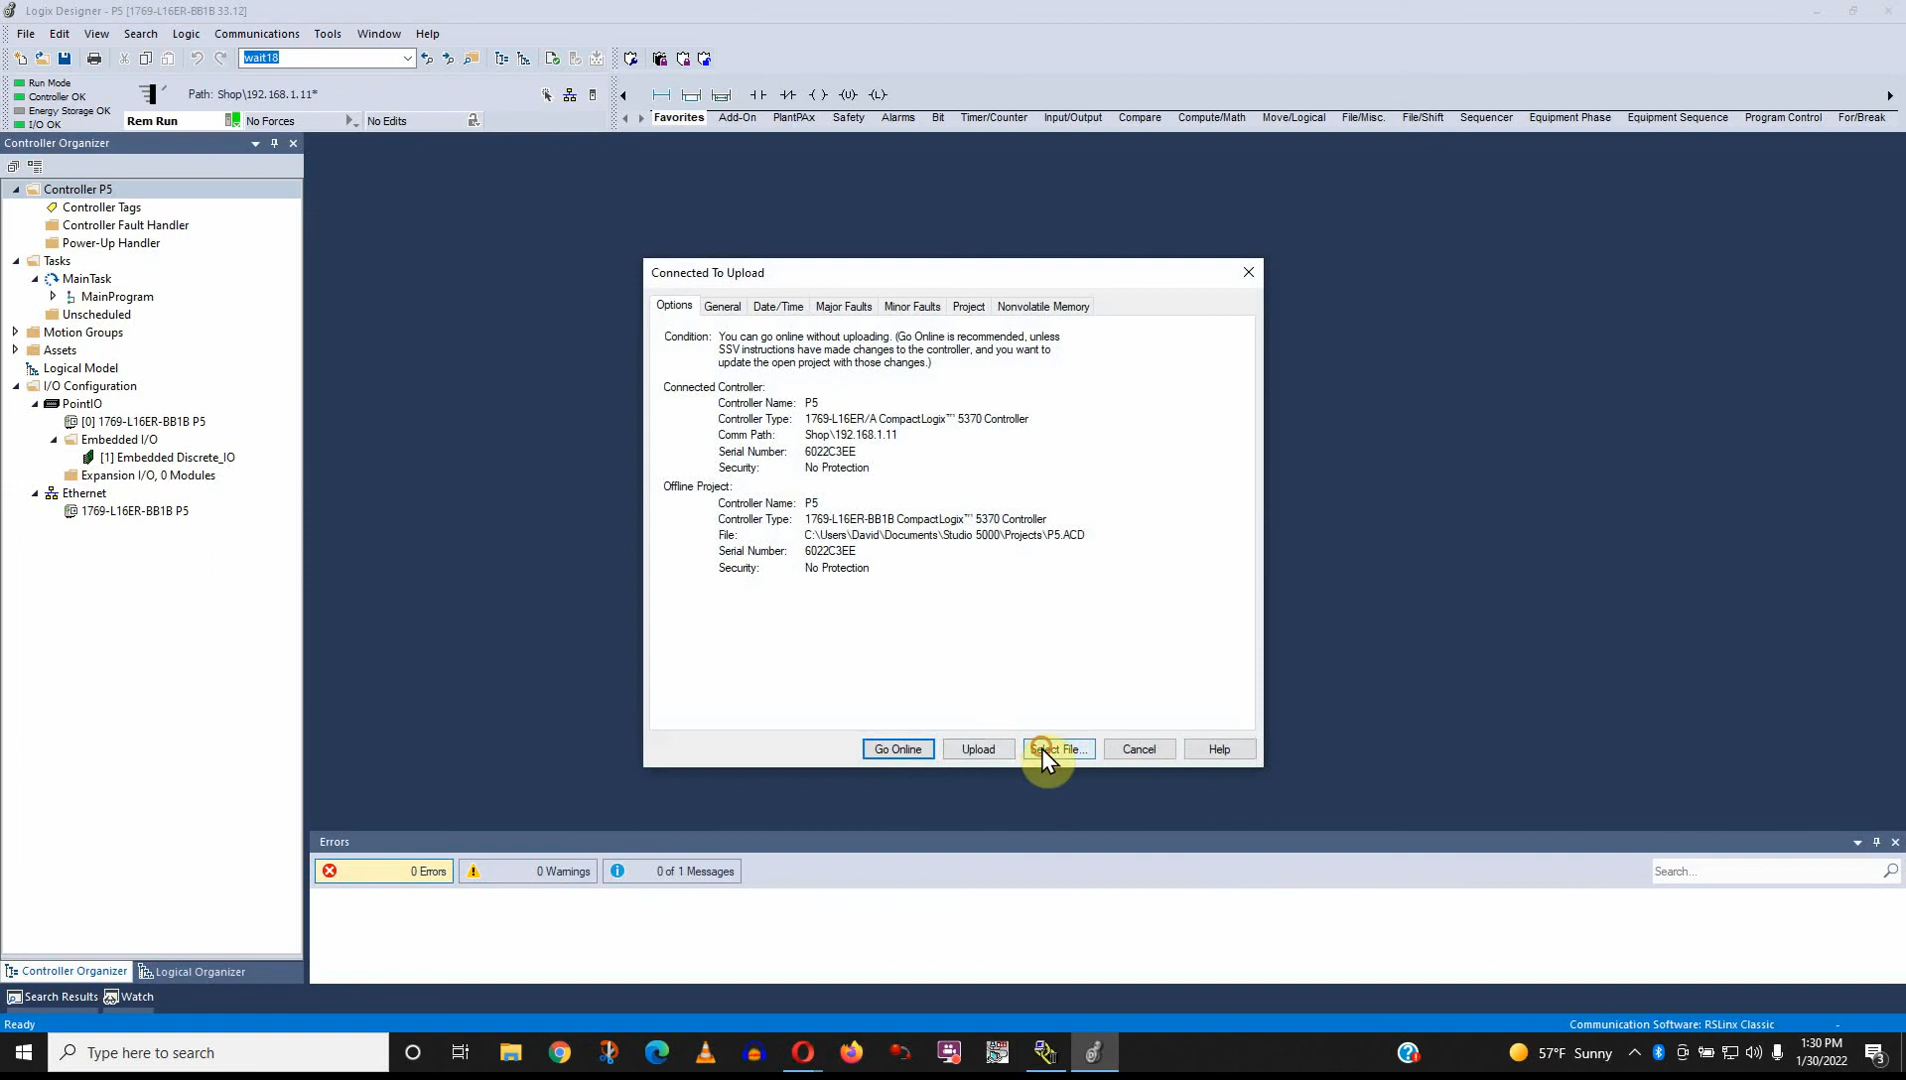 Logix Designer - P5 [1769-L16ER-BB1B 33.12]
File Edit View Search Logic Communications Tools Window Help
wait18
Run Mode
Controller OK
Energy Storage OK
I/O OK
Path: Shop\192.168.1.11*
Rem Run No Forces No Edits
Favorites Add-On PlantPAx Safety Alarms Bit Timer/Counter Input/Output Compare Compute/Math Move/Logical File/Misc. File/Shift Sequencer Equipment Phase Equipment Sequence Program Control For/Break
Controller Organizer
Controller P5
Controller Tags
Controller Fault Handler
Power-Up Handler
Tasks
MainTask
MainProgram
Unscheduled
Motion Groups
Assets
Logical Model
I/O Configuration
PointIO
[0] 1769-L16ER-BB1B P5
Embedded I/O
[1] Embedded Discrete_IO
Expansion I/O, 0 Modules
Ethernet
1769-L16ER-BB1B P5
Connected To Upload
Options General Date/Time Major Faults Minor Faults Project Nonvolatile Memory
Condition: You can go online without uploading. (Go Online is recommended, unless
SSV instructions have made changes to the controller, and you want to
update the open project with those changes.)
Connected Controller:
Controller Name: P5
Controller Type: 1769-L16ER/A CompactLogix™ 5370 Controller
Comm Path: Shop\192.168.1.11
Serial Number: 6022C3EE
Security: No Protection
Offline Project:
Controller Name: P5
Controller Type: 1769-L16ER-BB1B CompactLogix™ 5370 Controller
File: C:\Users\David\Documents\Studio 5000\Projects\P5.ACD
Serial Number: 6022C3EE
Security: No Protection
Go Online Upload Select File... Cancel Help
Errors
0 Errors 0 Warnings 0 of 1 Messages Search...
Controller Organizer Logical Organizer
Search Results Watch
Ready Communication Software: RSLinx Classic
Type here to search
57°F Sunny
1:30 PM
1/30/2022
3